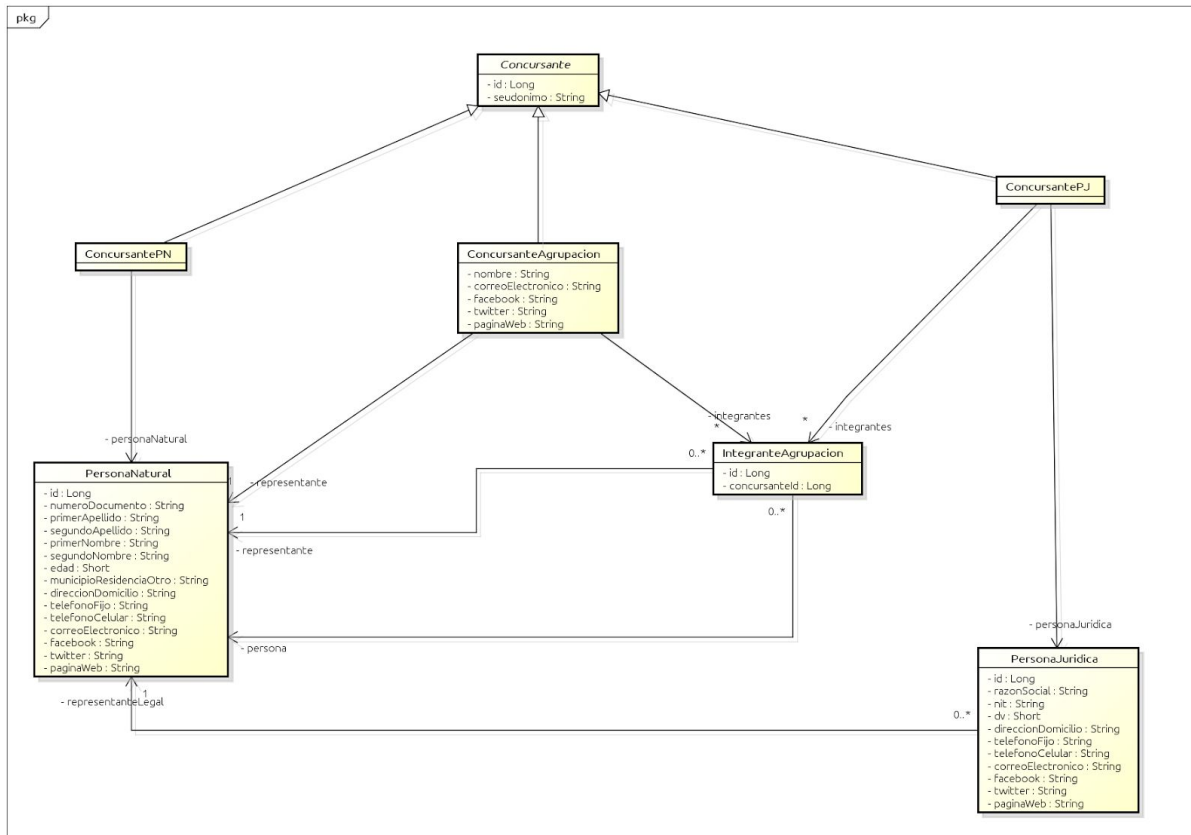 pkg
Concursante
- id : Long
- seudonimo : String
ConcursantePJ
ConcursantePN
ConcursanteAgrupacion
- nombre : String
- correoElectronico : String
- facebook : String
- twitter : String
- paginaWeb : String
- integrantes
*
*
- integrantes
- personaNatural
0..*
IntegranteAgrupacion
- id : Long
- concursanteId : Long
0..*
PersonaNatural
- id : Long
- numeroDocumento : String
- primerApellido : String
- segundoApellido : String
- primerNombre : String
- segundoNombre : String
- edad : Short
- municipioResidenciaOtro : String
- direccionDomicilio : String
- telefonoFijo : String
- telefonoCelular : String
- correoElectronico : String
- facebook : String
- twitter : String
- paginaWeb : String
1
- representante
1
- representante
- persona
1
- representanteLegal
0..*
- personaJuridica
PersonaJuridica
- id : Long
- razonSocial : String
- nit : String
- dv : Short
- direccionDomicilio : String
- telefonoFijo : String
- telefonoCelular : String
- correoElectronico : String
- facebook : String
- twitter : String
- paginaWeb : String